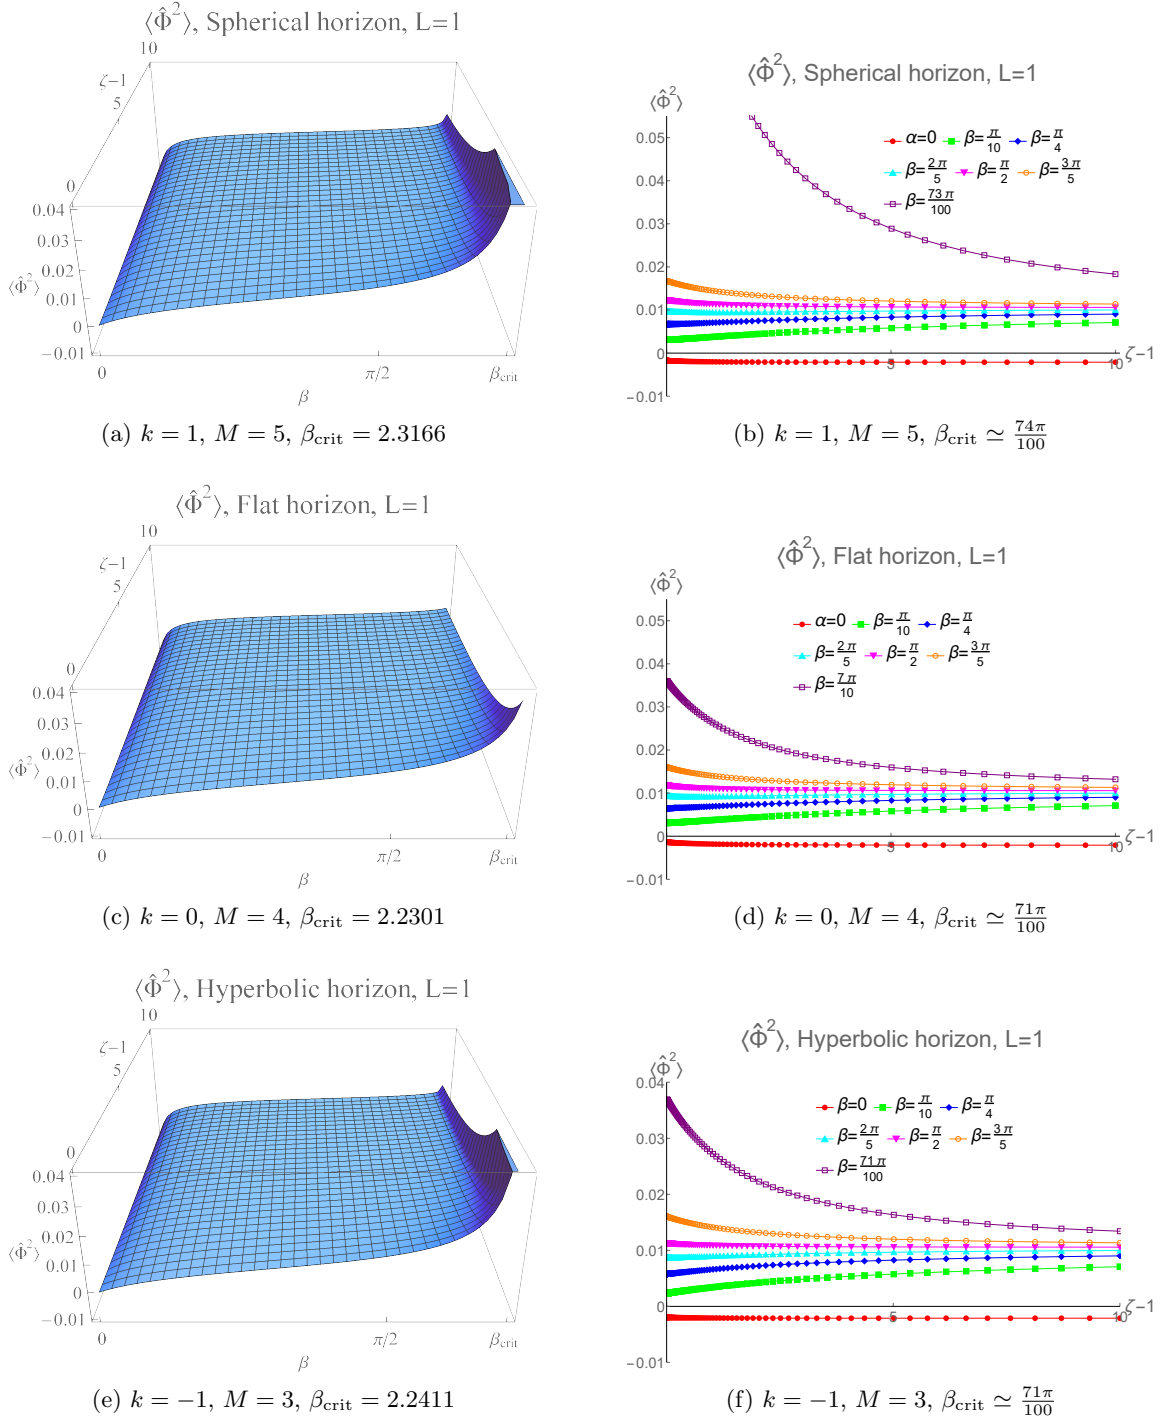 ⟨Φ̂²⟩, Spherical horizon, L=1
10
ζ−1
5
0
0.04
0.03
0.02
⟨Φ̂²⟩
0.01
0
−0.01
0
π/2
β_crit
β
(a) k = 1, M = 5, β_crit = 2.3166
⟨Φ̂²⟩, Spherical horizon, L=1
⟨Φ̂²⟩
0.05
α=0 β=π/10 β=π/4
0.04
β=2π/5 β=π/2 β=3π/5
β=73π/100
0.03
0.02
0.01
0
5
10
ζ−1
−0.01
(b) k = 1, M = 5, β_crit ≃ 74π/100
⟨Φ̂²⟩, Flat horizon, L=1
10
ζ−1
5
0
0.04
0.03
0.02
⟨Φ̂²⟩
0.01
0
−0.01
0
π/2
β_crit
β
(c) k = 0, M = 4, β_crit = 2.2301
⟨Φ̂²⟩, Flat horizon, L=1
⟨Φ̂²⟩
0.05
α=0 β=π/10 β=π/4
0.04
β=2π/5 β=π/2 β=3π/5
β=7π/10
0.03
0.02
0.01
0
5
10
ζ−1
−0.01
(d) k = 0, M = 4, β_crit ≃ 71π/100
⟨Φ̂²⟩, Hyperbolic horizon, L=1
10
ζ−1
5
0
0.04
0.03
0.02
⟨Φ̂²⟩
0.01
0
−0.01
0
π/2
β_crit
β
(e) k = −1, M = 3, β_crit = 2.2411
⟨Φ̂²⟩, Hyperbolic horizon, L=1
⟨Φ̂²⟩
0.04
β=0 β=π/10 β=π/4
β=2π/5 β=π/2 β=3π/5
0.03
β=71π/100
0.02
0.01
0
5
10
ζ−1
−0.01
(f) k = −1, M = 3, β_crit ≃ 71π/100